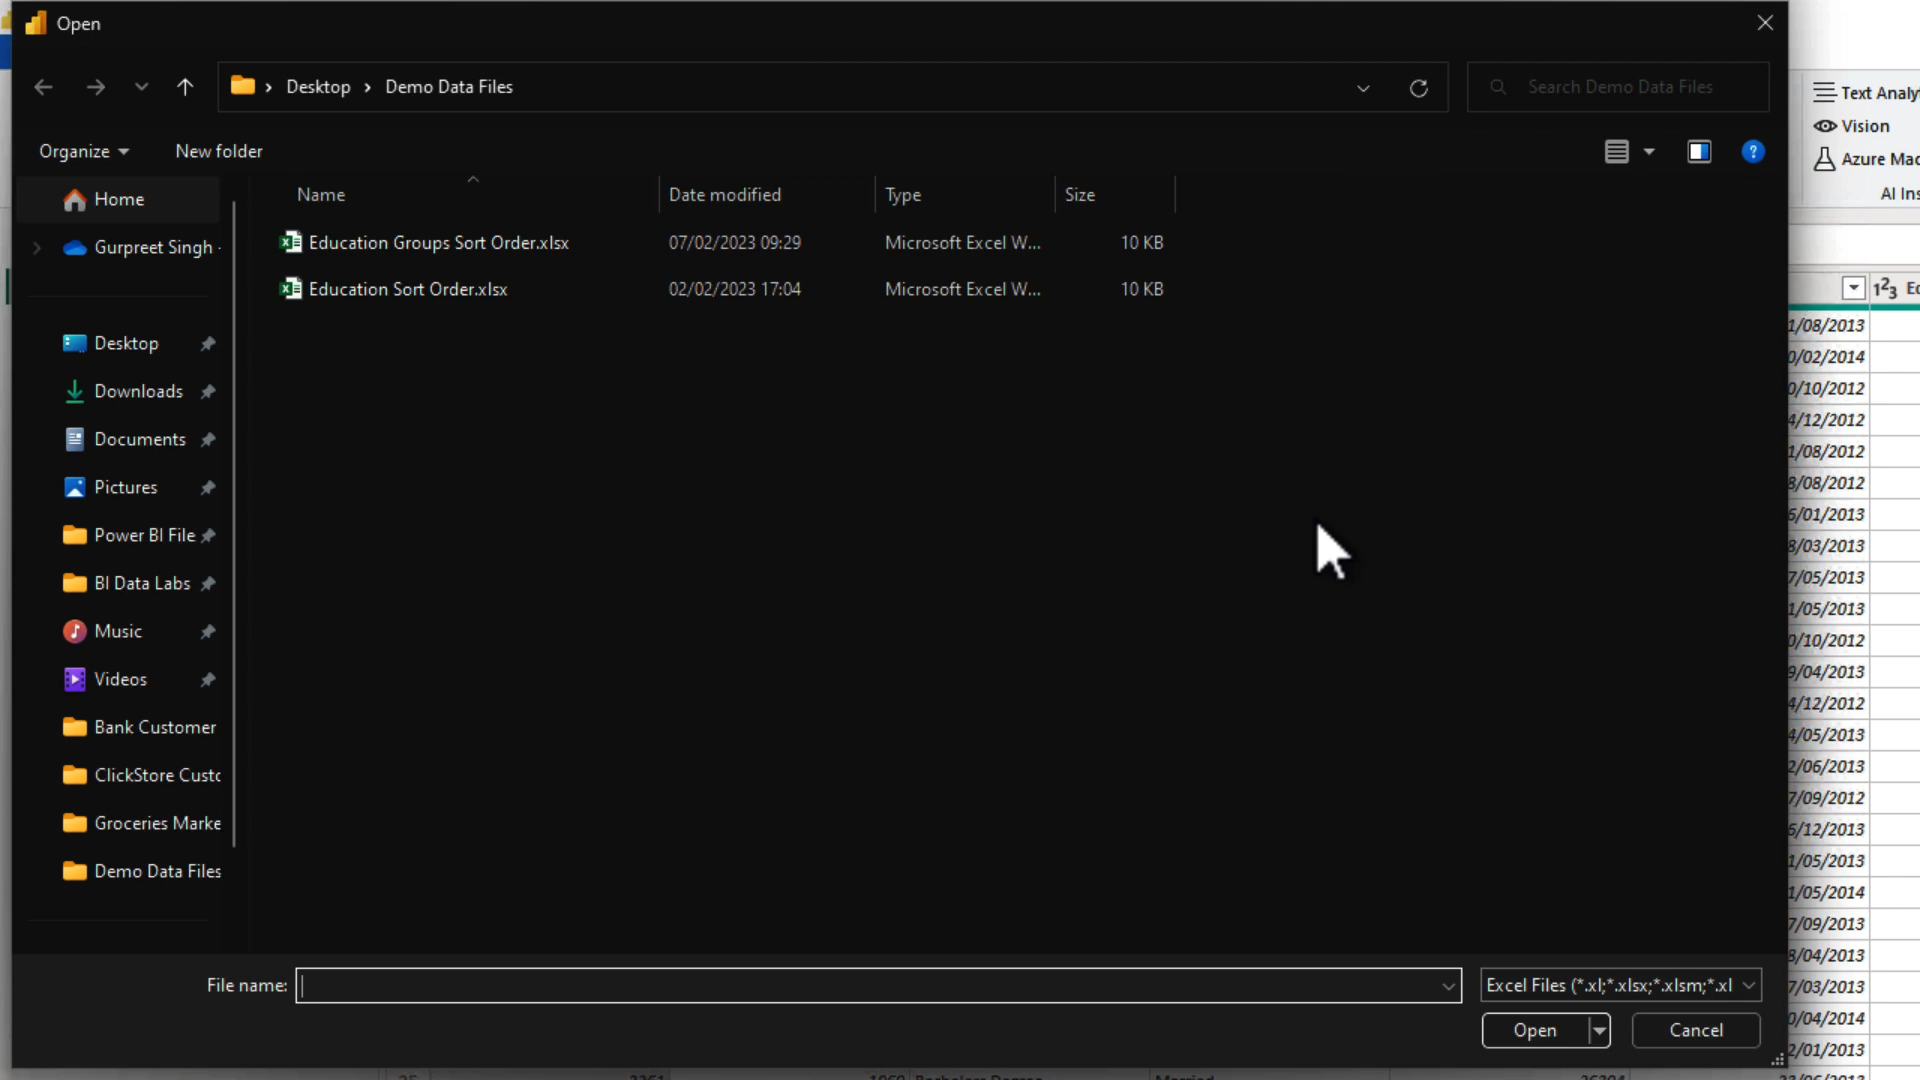 Open
Desktop > Demo Data Files
Search Demo Data Files
Organize
New folder
Name
Date modified
Type
Size
Home
Gurpreet Singh -
Education Groups Sort Order.xlsx 07/02/2023 09:29 Microsoft Excel W... 10 KB
Education Sort Order.xlsx 02/02/2023 17:04 Microsoft Excel W... 10 KB
Desktop
Downloads
Documents
Pictures
Power BI File
BI Data Labs
Music
Videos
Bank Customer
ClickStore Custo
Groceries Marke
Demo Data Files
File name:
Excel Files (*.xl;*.xlsx;*.xlsm;*.xl
Open
Cancel
Text Analy
Vision
Azure Mac
AI Ins
1²3 Ed
1/08/2013
0/02/2014
0/10/2012
4/12/2012
1/08/2012
8/08/2012
6/01/2013
8/03/2013
7/05/2013
1/05/2013
0/10/2012
9/04/2013
4/12/2012
4/05/2013
2/06/2013
7/09/2012
6/12/2013
1/05/2013
1/05/2014
7/09/2013
8/04/2013
7/03/2013
0/04/2014
2/01/2013